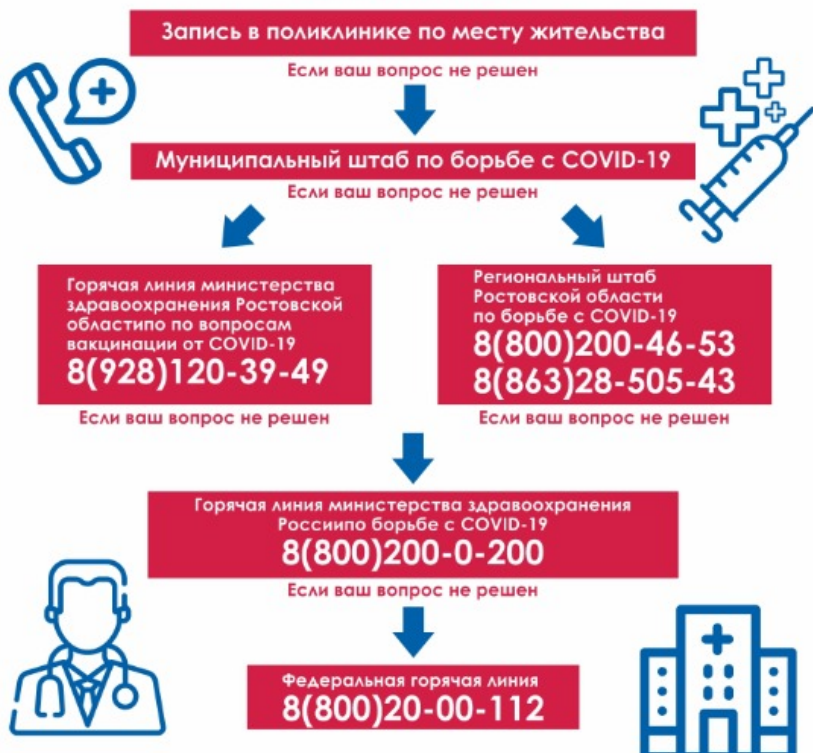 Запись в поликлинике по месту жительства
Если ваш вопрос не решен
Муниципальный штаб по борьбе с COVID-19
Если ваш вопрос не решен
Горячая линия министерства
здравоохранения Ростовской
областипо по вопросам
вакцинации от COVID-19
8(928)120-39-49
Если ваш вопрос не решен
Региональный штаб
Ростовской области
по борьбе с COVID-19
8(800)200-46-53
8(863)28-505-43
Если ваш вопрос не решен
Горячая линия министерства здравоохранения
Россиипо борьбе с COVID-19
8(800)200-0-200
Если ваш вопрос не решен
Федеральная горячая линия
8(800)20-00-112